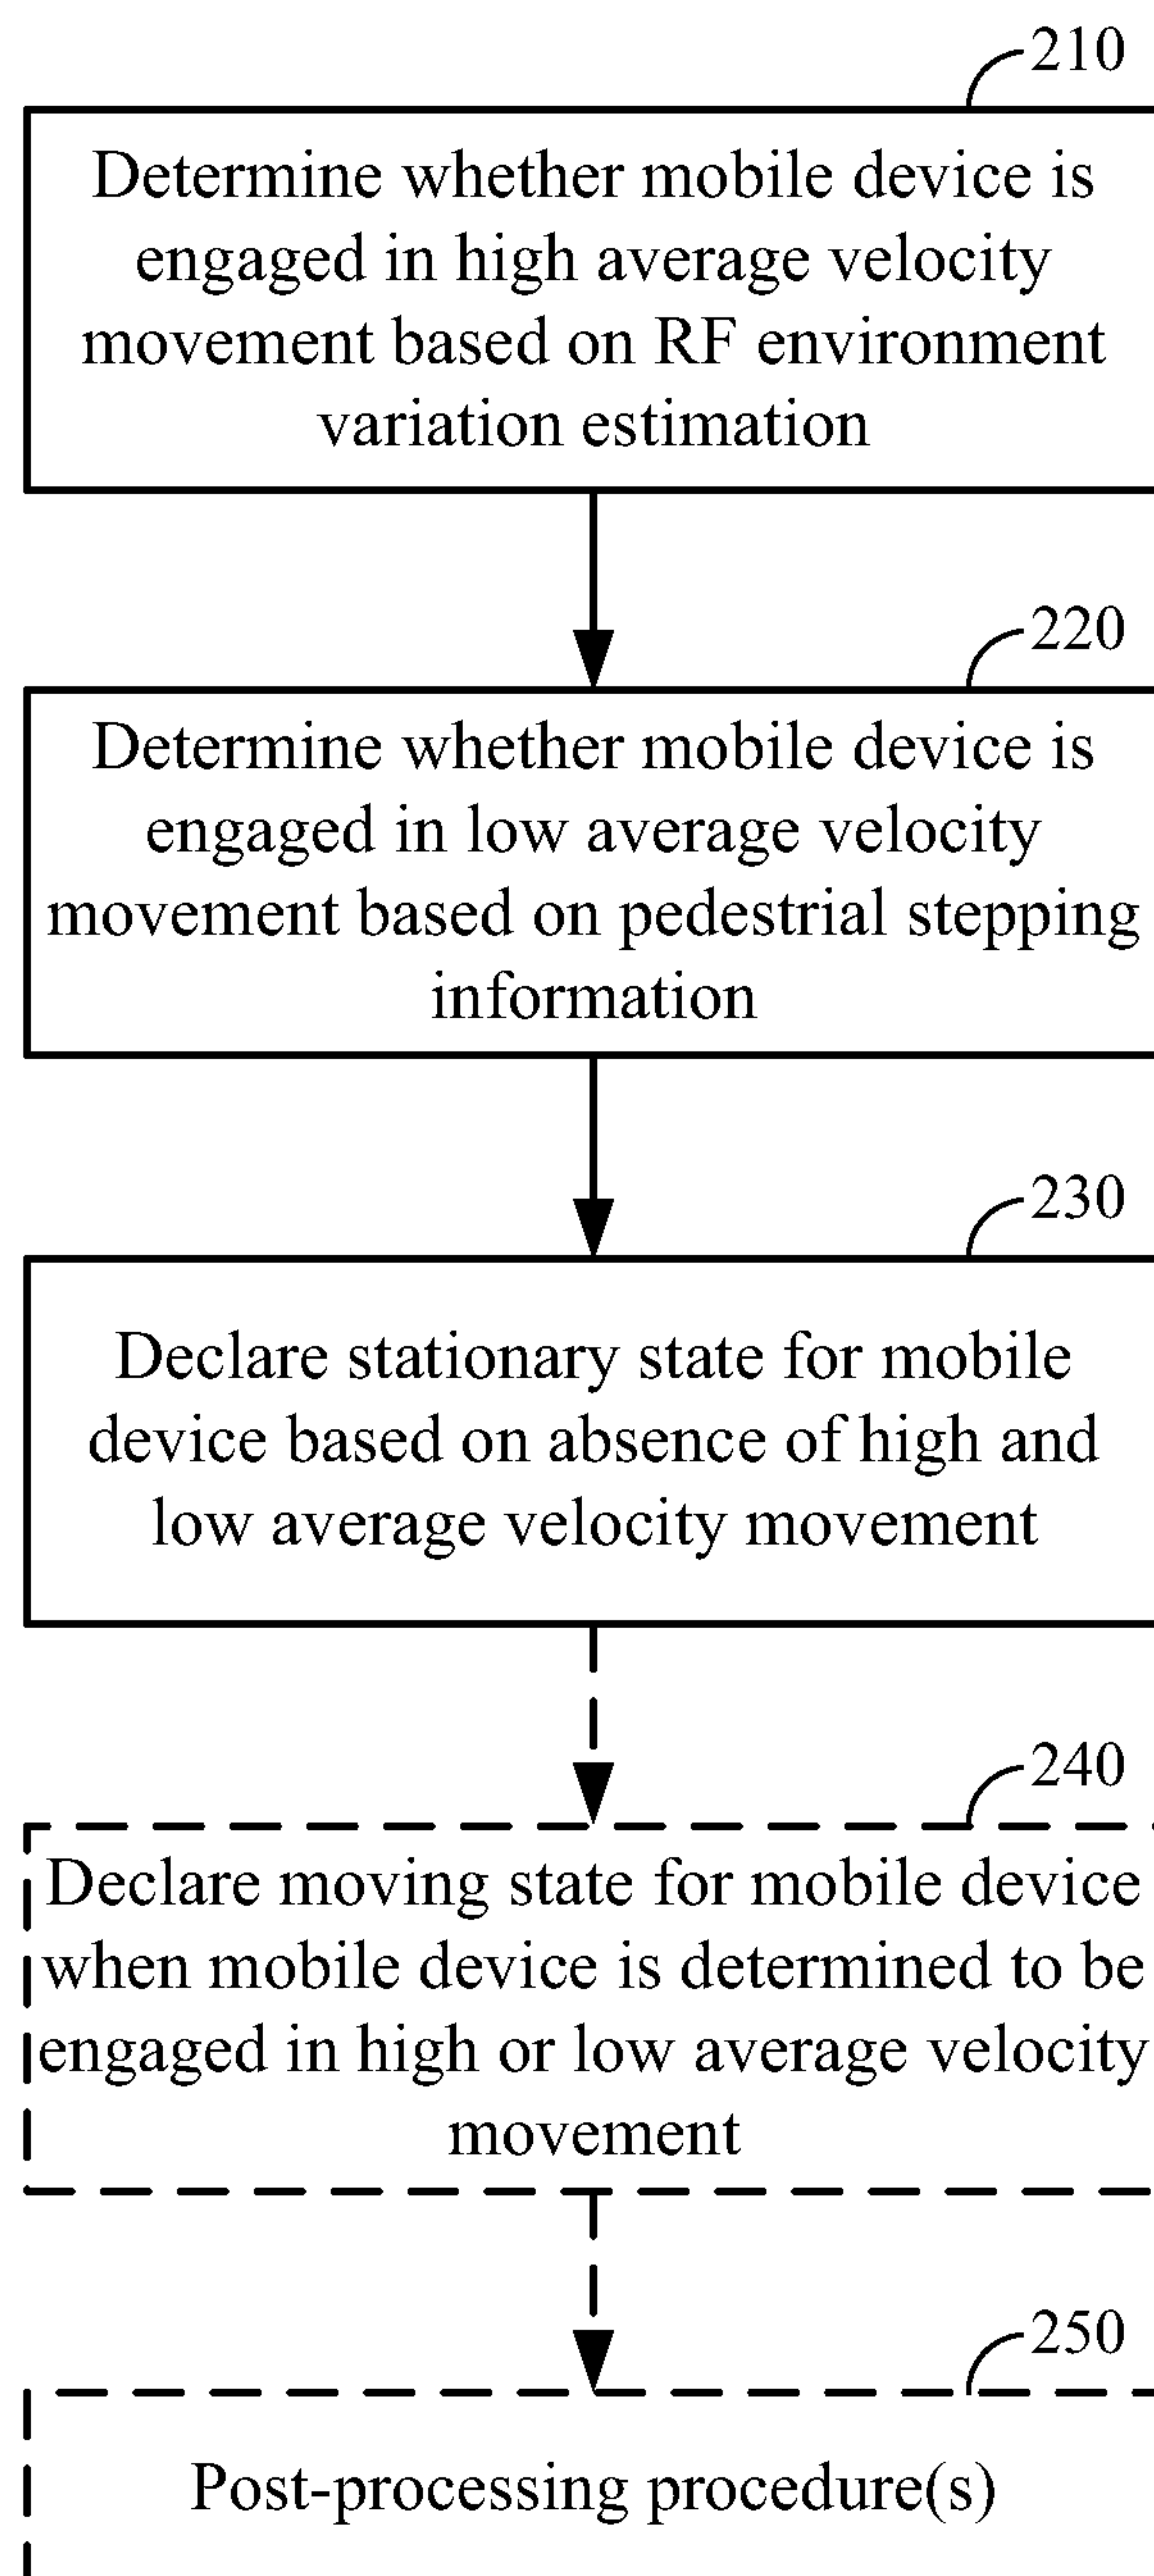 210
Determine whether mobile device is
engaged in high average velocity
movement based on RF environment
variation estimation
220
Determine whether mobile device is
engaged in low average velocity
movement based on pedestrial stepping
information
230
Declare stationary state for mobile
device based on absence of high and
low average velocity movement
240
Declare moving state for mobile device
when mobile device is determined to be
engaged in high or low average velocity
movement
250
Post-processing procedure(s)